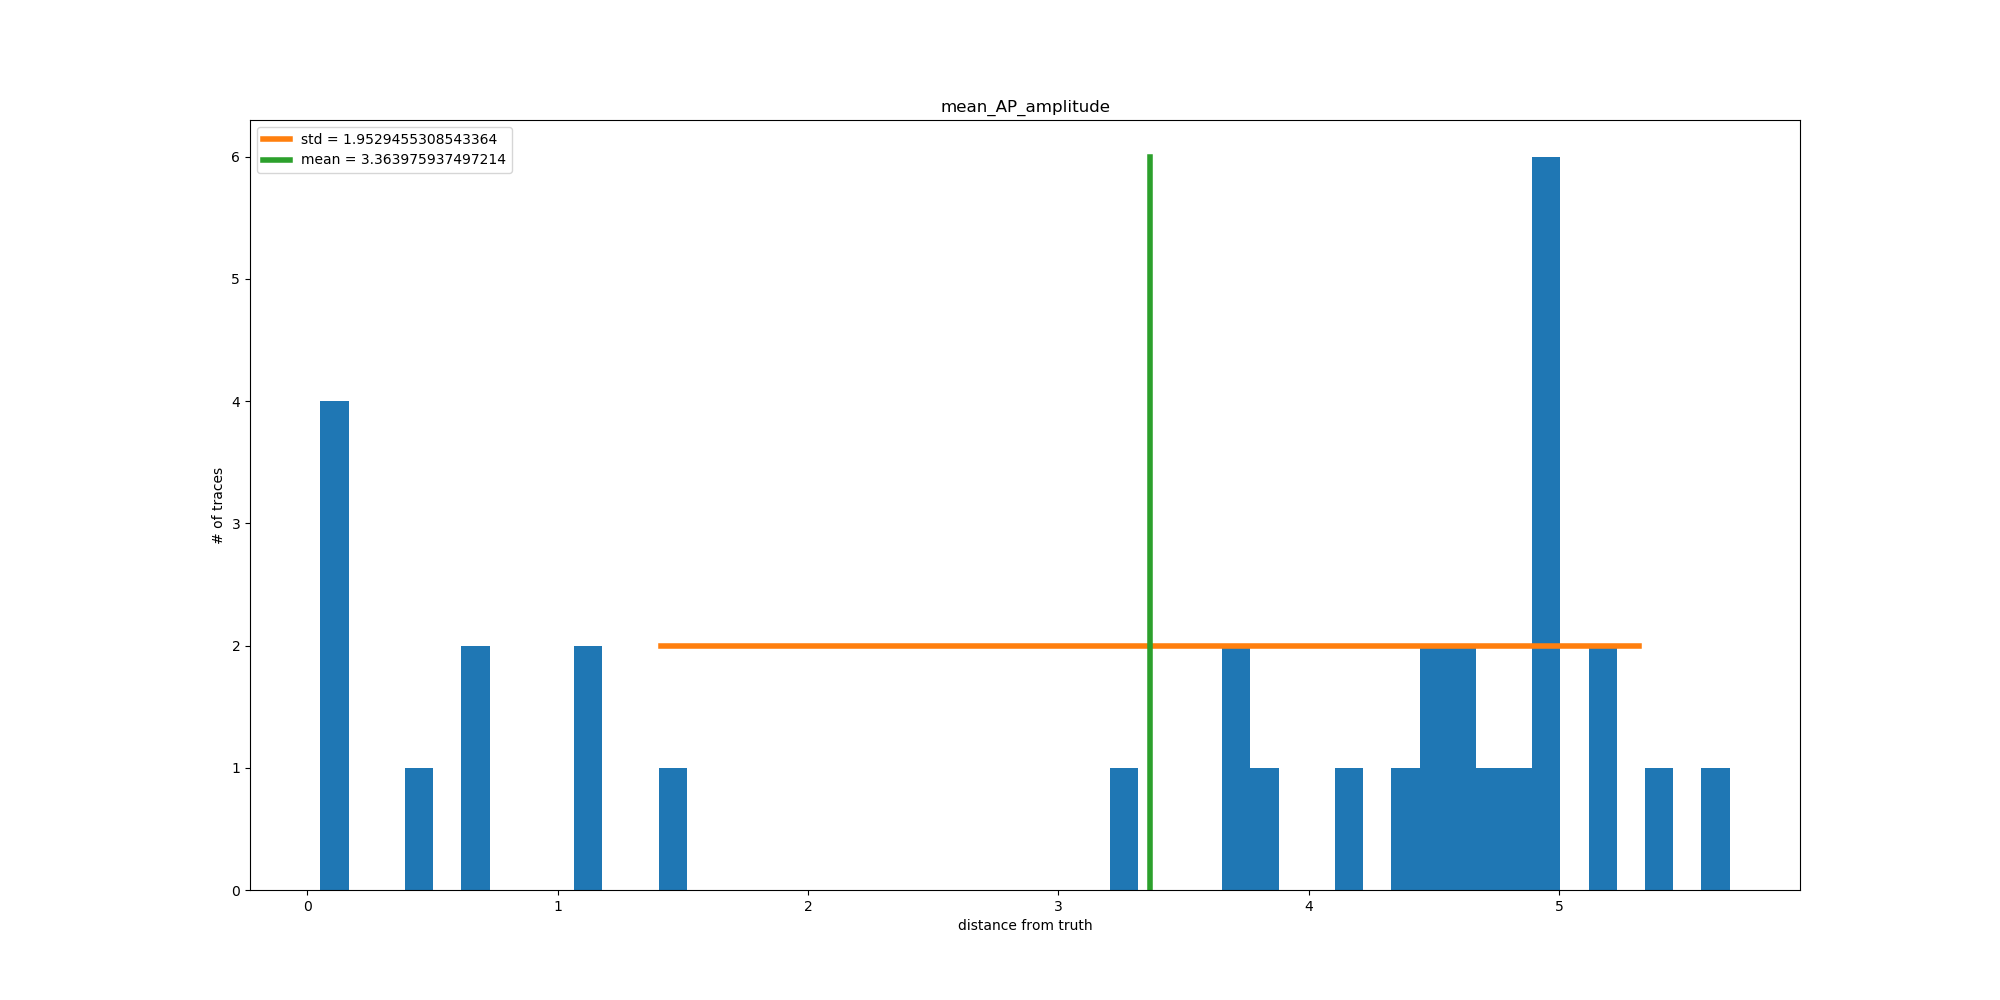 mean_AP_amplitude
std = 1.9529455308543364
mean = 3.363975937497214
6
5
4
3
2
1
0
# of traces
0 1 2 3 4 5
distance from truth